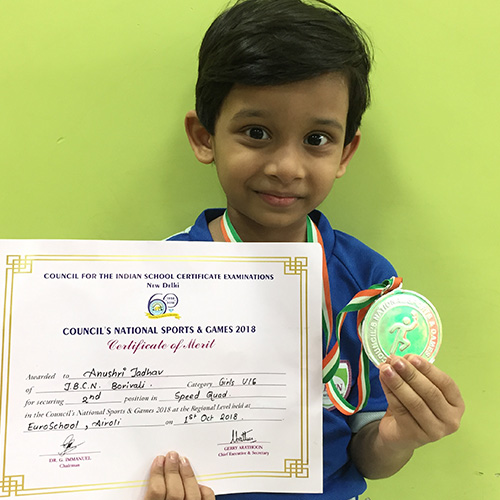 COUNCIL FOR THE INDIAN SCHOOL CERTIFICATE EXAMINATIONS
New Delhi
COUNCIL'S NATIONAL SPORTS & GAMES 2018
Certificate of Merit
Awarded to Anushri Jadhav
of J.B.C.N. Borivali. Category Girls U16
for securing 2nd position in Speed Quad
in the Council's National Sports & Games 2018 at the Regional Level held at
EuroSchool, Airoli on 1st Oct 2018.
DR. G. IMMANUEL
Chairman
GERRY ARATHOON
Chief Executive & Secretary
COUNCIL'S